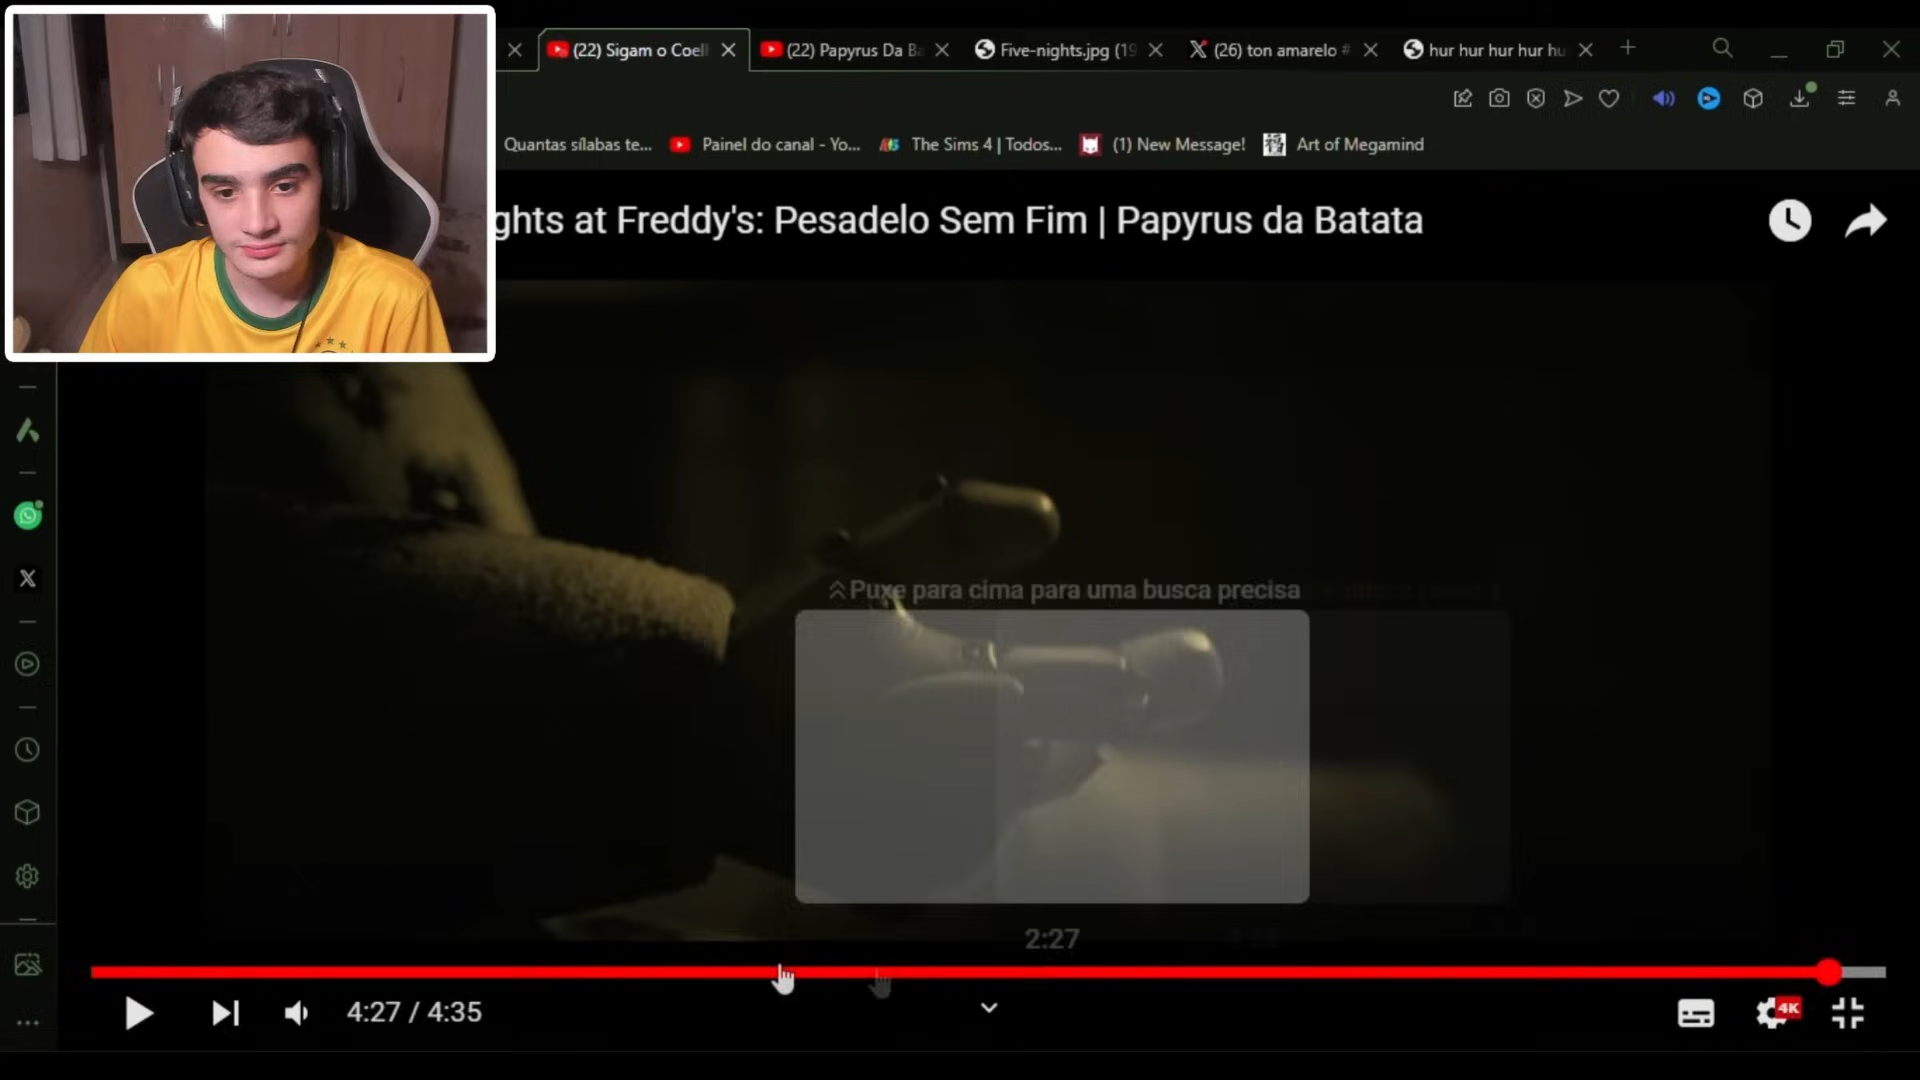 (22) Sigam o Coel
(22) Papyrus Da Ba
Five-nights.jpg (19
(26) ton amarelo #
hur hur hur hur hu
Quantas sílabas te...
Painel do canal - Yo...
The Sims 4 | Todos...
(1) New Message!
Art of Megamind
ghts at Freddy's: Pesadelo Sem Fim | Papyrus da Batata
Puxe para cima para uma busca precisa
2:27
4:27 / 4:35
4K